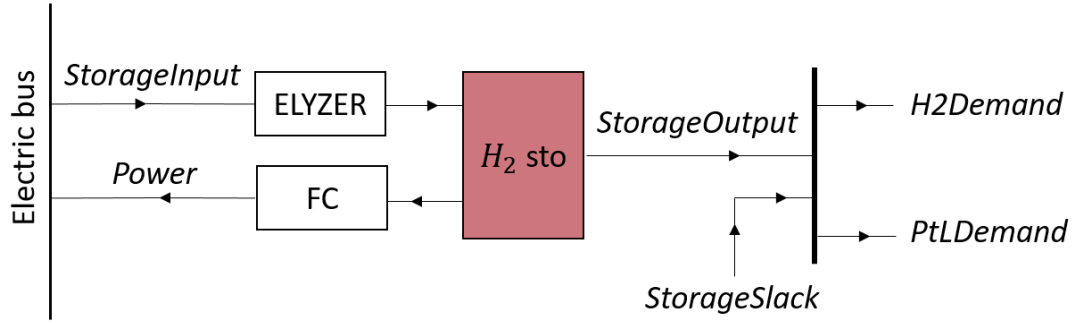 Electric bus
StorageInput
ELYZER
Power
FC
H₂ sto
StorageOutput
StorageSlack
H2Demand
PtLDemand